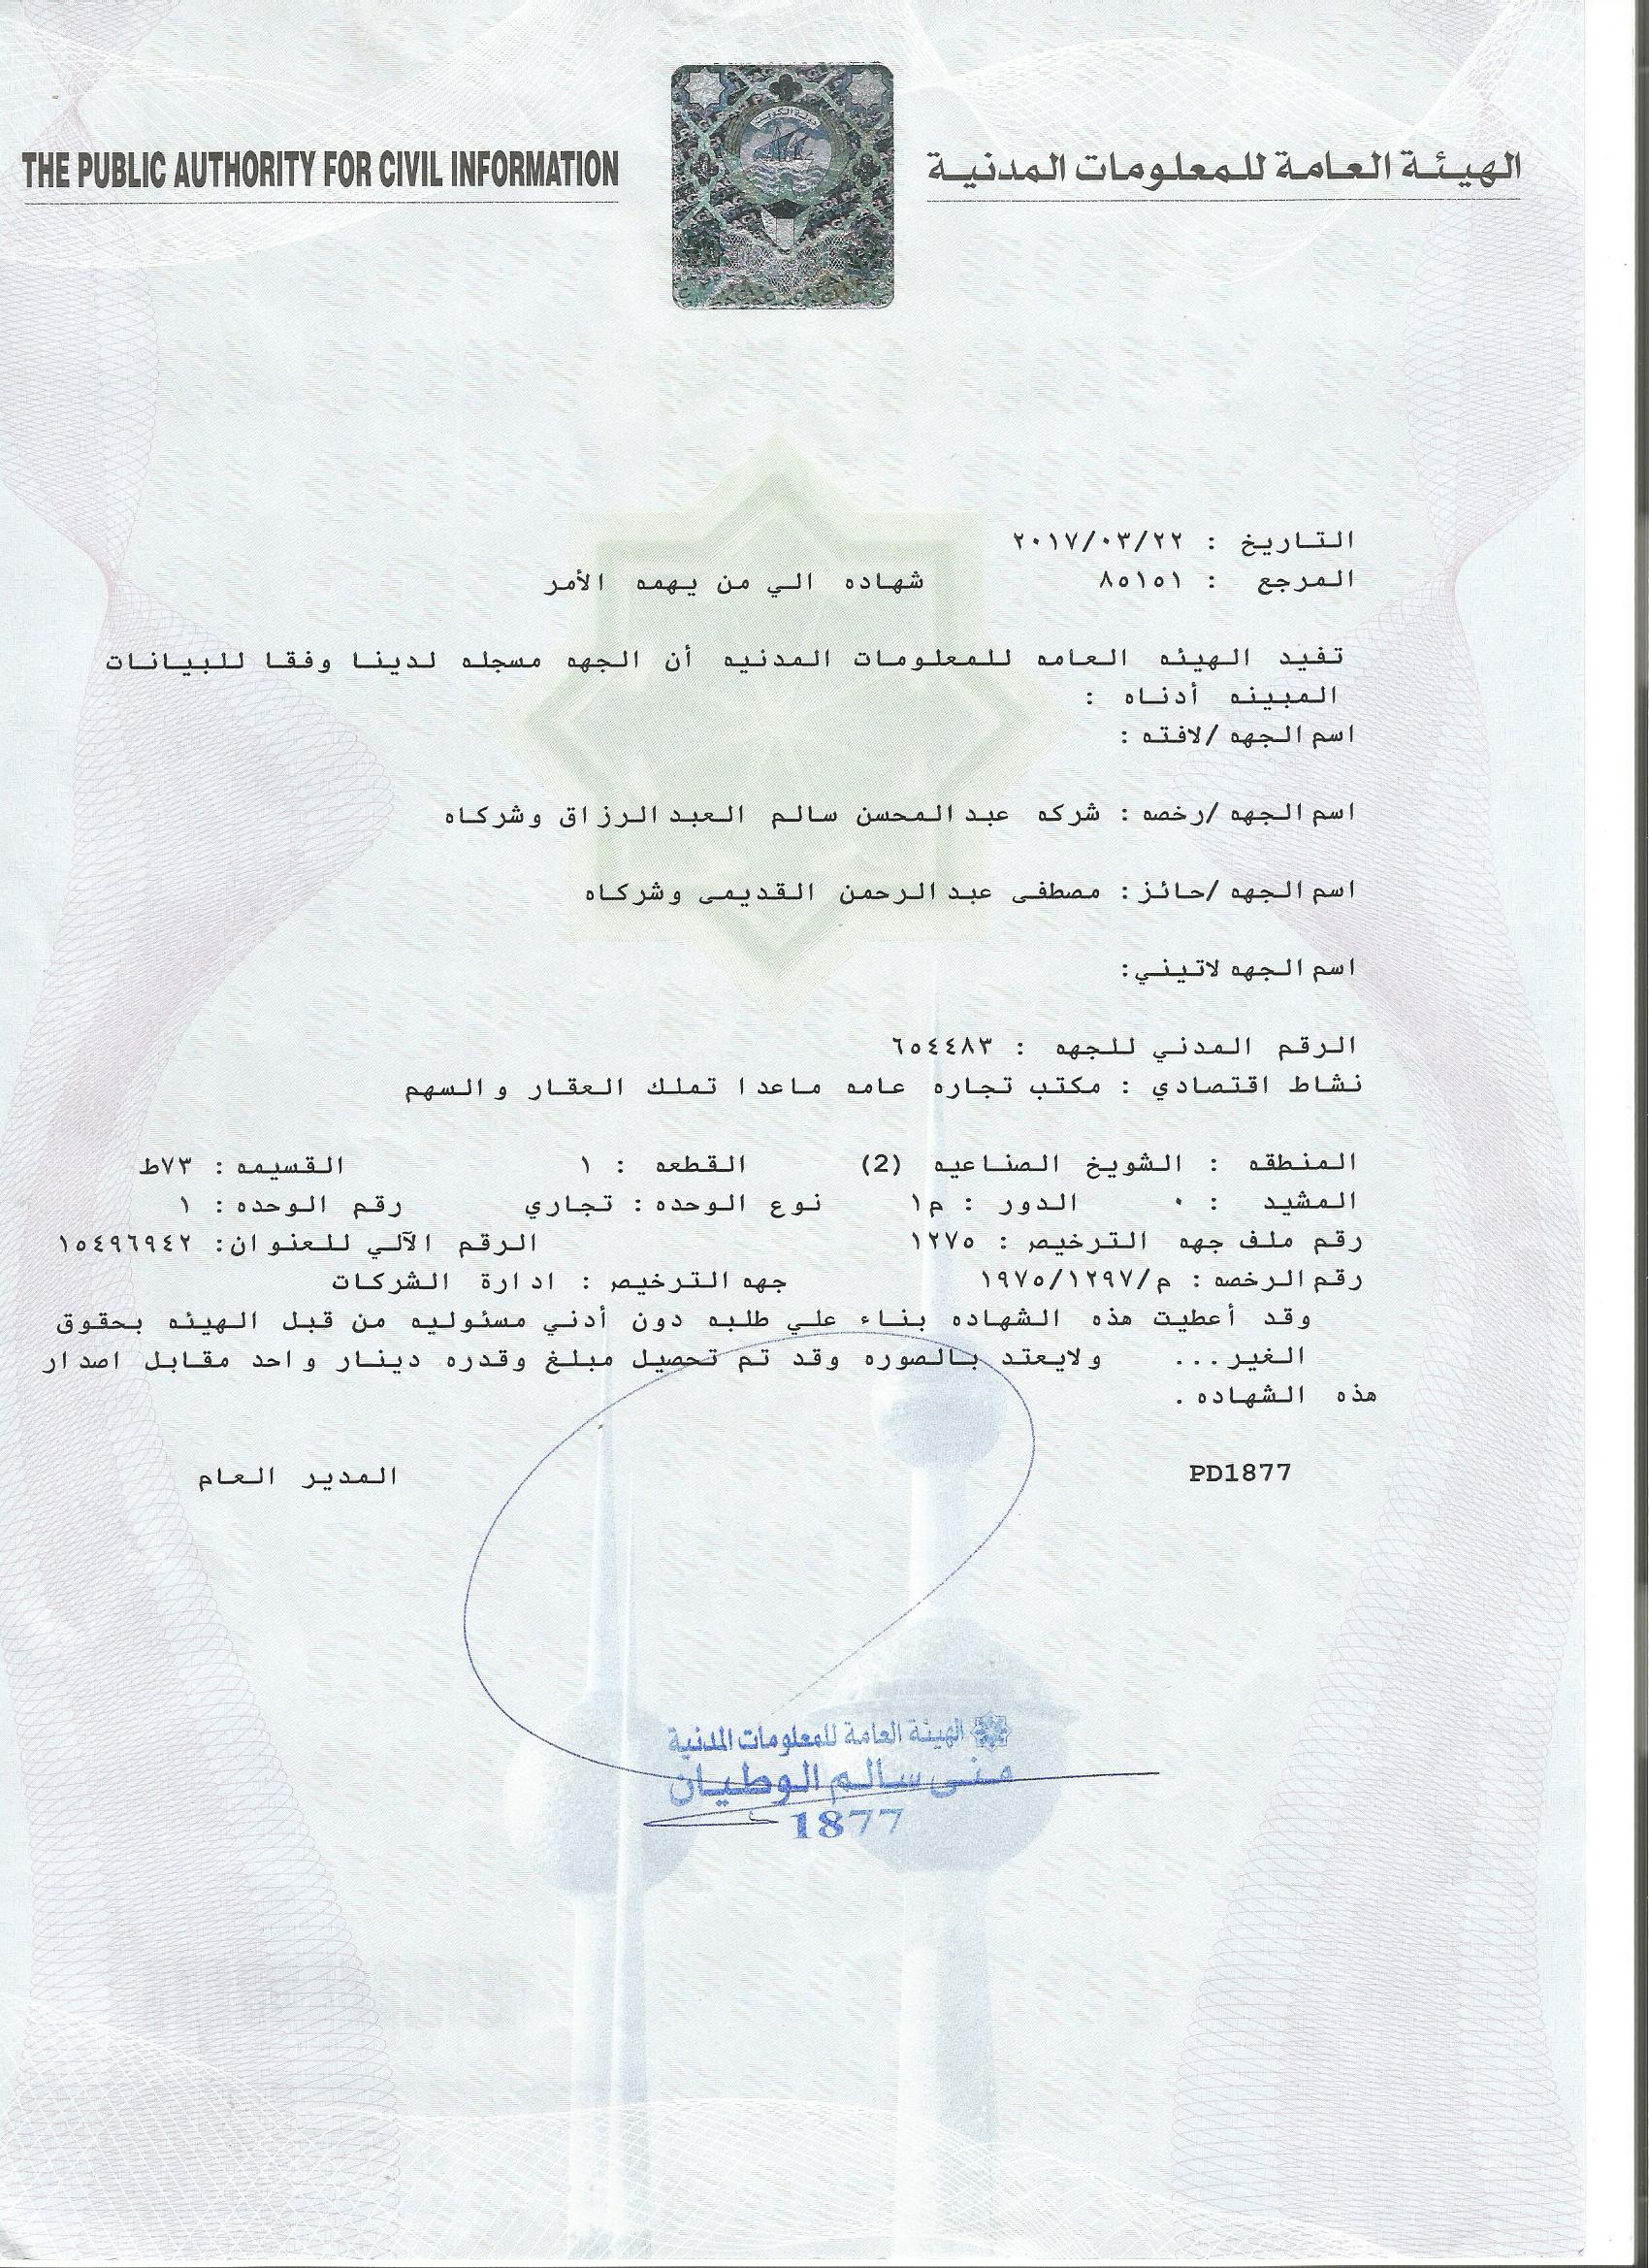 THE PUBLIC AUTHORITY FOR CIVIL INFORMATION
الهيئة العامة للمعلومات المدنية
دولة الكويت
التاريخ : ٢٠١٧/٠٣/٢٢
المرجع : ٨٥١٥١ شهاده الي من يهمه الأمر
تفيد الهيئه العامه للمعلومات المدنيه أن الجهه مسجله لدينا وفقا للبيانات
المبينه أدناه :
اسم الجهه /لافته :
اسم الجهه /رخصه : شركه عبدالمحسن سالم العبدالرزاق وشركاه
اسم الجهه /حائز : مصطفى عبدالرحمن القديمى وشركاه
اسم الجهه لاتيني:
الرقم المدني للجهه : ٦٥٤٤٨٣
نشاط اقتصادي : مكتب تجاره عامه ماعدا تملك العقار والسهم
المنطقه : الشويخ الصناعيه (2) القطعه : ١ القسيمه : ٧٣ط
المشيد : ٠ الدور : م١ نوع الوحده : تجاري رقم الوحده : ١
رقم ملف جهه الترخيص : ١٢٧٥ الرقم الآلي للعنوان: ١٥٤٩٦٩٤٢
رقم الرخصه : م/١٩٧٥/١٢٩٧ جهه الترخيص : ادارة الشركات
وقد أعطيت هذه الشهاده بناء علي طلبه دون أدني مسئوليه من قبل الهيئه بحقوق
الغير... ولايعتد بالصوره وقد تم تحصيل مبلغ وقدره دينار واحد مقابل اصدار
هذه الشهاده .
PD1877 المدير العام
الهيئة العامة للمعلومات المدنية
منى سالم الوطيان
1877